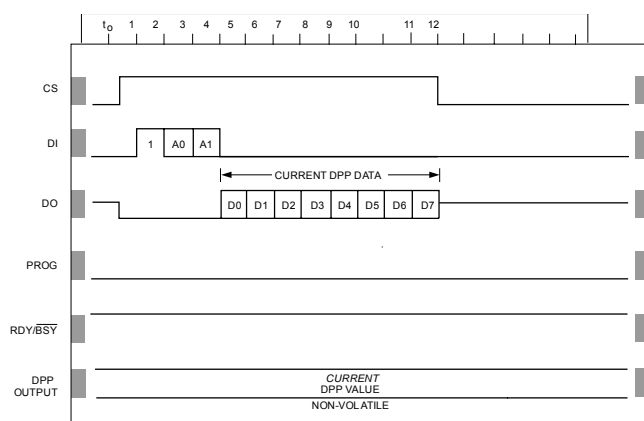 to 1 2 3 4 5 6 7 8 9 10 11 12
CS
DI 1 A0 A1
CURRENT DPP DATA
DO D0 D1 D2 D3 D4 D5 D6 D7
PROG
RDY/BSY
DPP
OUTPUT
CURRENT
DPP VALUE
NON-VOLATILE